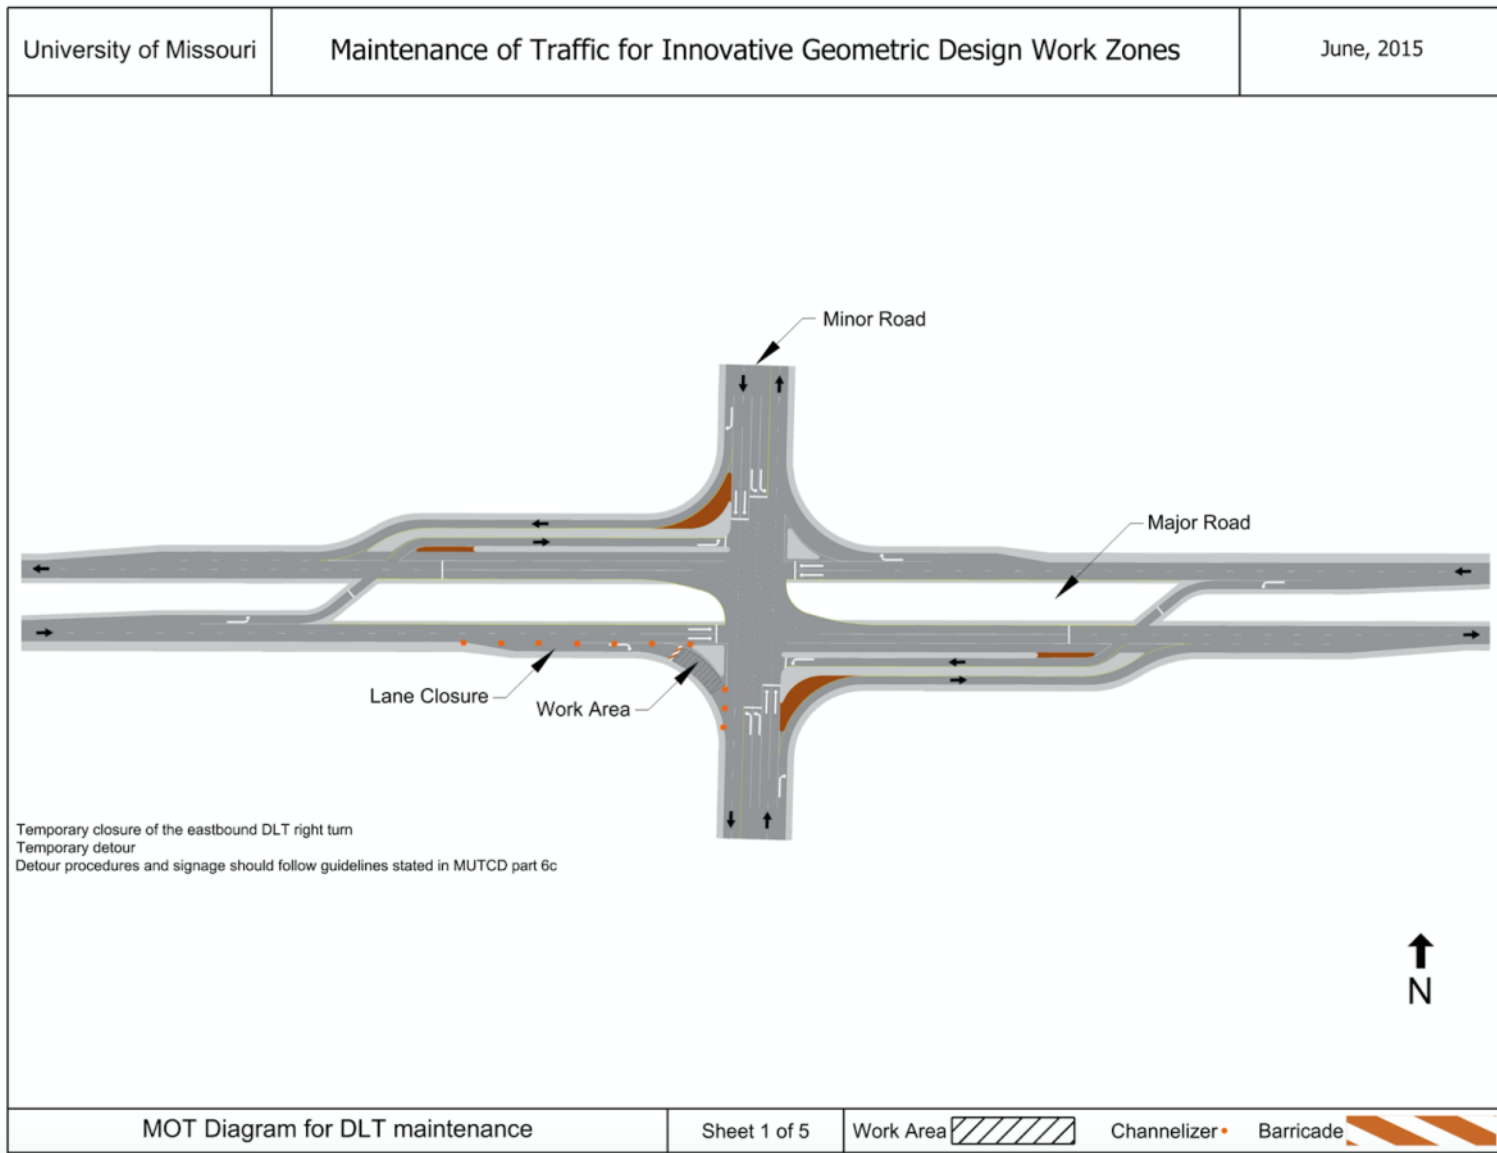 University of Missouri
Maintenance of Traffic for Innovative Geometric Design Work Zones
June, 2015
Minor Road
Major Road
Lane Closure
Work Area
Temporary closure of the eastbound DLT right turn
Temporary detour
Detour procedures and signage should follow guidelines stated in MUTCD part 6c
N
MOT Diagram for DLT maintenance
Sheet 1 of 5
Work Area
Channelizer
Barricade